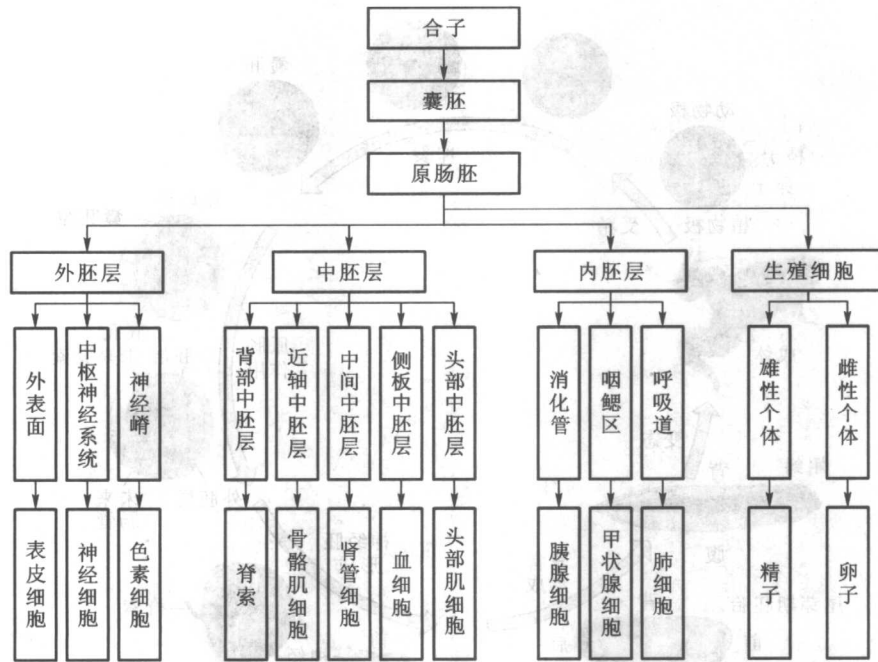 合子
囊胚
原肠胚
外胚层
中胚层
内胚层
生殖细胞
外表面
中枢神经系统
神经嵴
背部中胚层
近轴中胚层
中间中胚层
侧板中胚层
头部中胚层
消化管
咽鳃区
呼吸道
雄性个体
雌性个体
表皮细胞
神经细胞
色素细胞
脊索
骨骼肌细胞
肾管细胞
血细胞
头部肌细胞
胰腺细胞
甲状腺细胞
肺细胞
精子
卵子